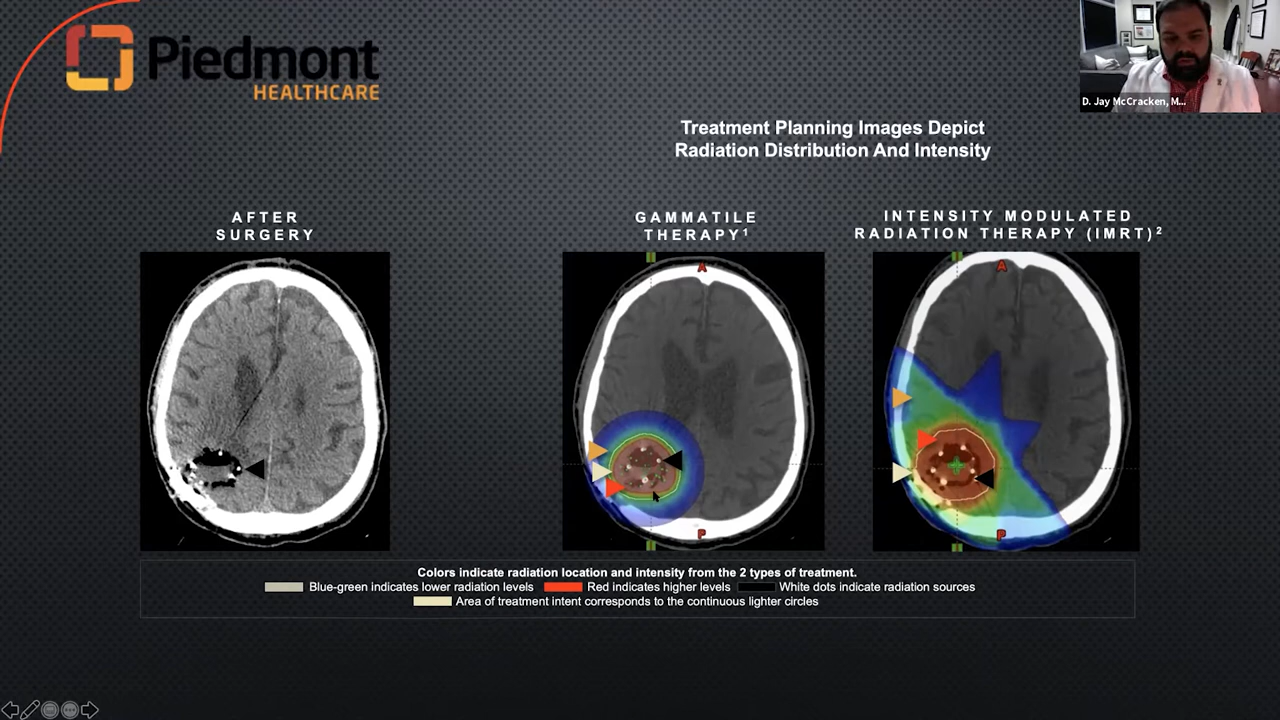 Piedmont
HEALTHCARE
D. Jay McCracken, M...
Treatment Planning Images Depict
Radiation Distribution And Intensity
AFTER
SURGERY
GAMMATILE
THERAPY¹
INTENSITY MODULATED
RADIATION THERAPY (IMRT)²
A
P
A
P
Colors indicate radiation location and intensity from the 2 types of treatment.
Blue-green indicates lower radiation levels Red indicates higher levels White dots indicate radiation sources
Area of treatment intent corresponds to the continuous lighter circles